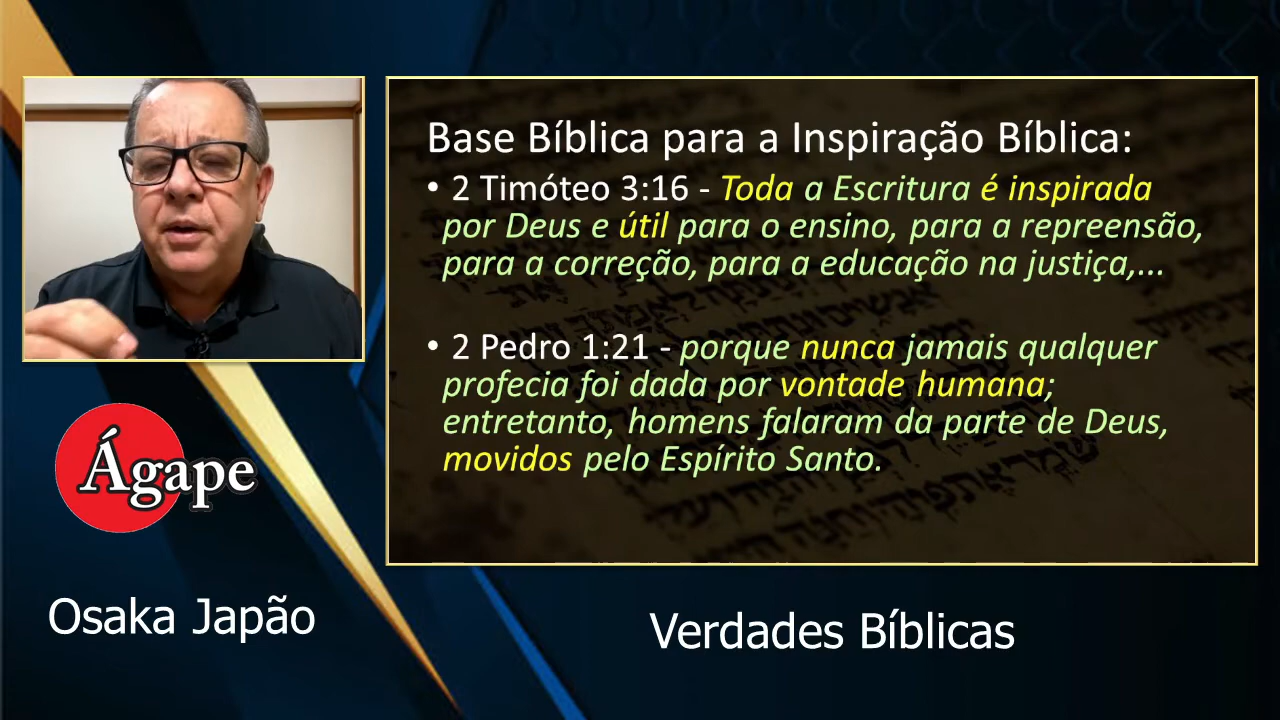 Base Bíblica para a Inspiração Bíblica:
• 2 Timóteo 3:16 - Toda a Escritura é inspirada
por Deus e útil para o ensino, para a repreensão,
para a correção, para a educação na justiça,...
• 2 Pedro 1:21 - porque nunca jamais qualquer
profecia foi dada por vontade humana;
entretanto, homens falaram da parte de Deus,
movidos pelo Espírito Santo.
Ágape
Osaka Japão
Verdades Bíblicas